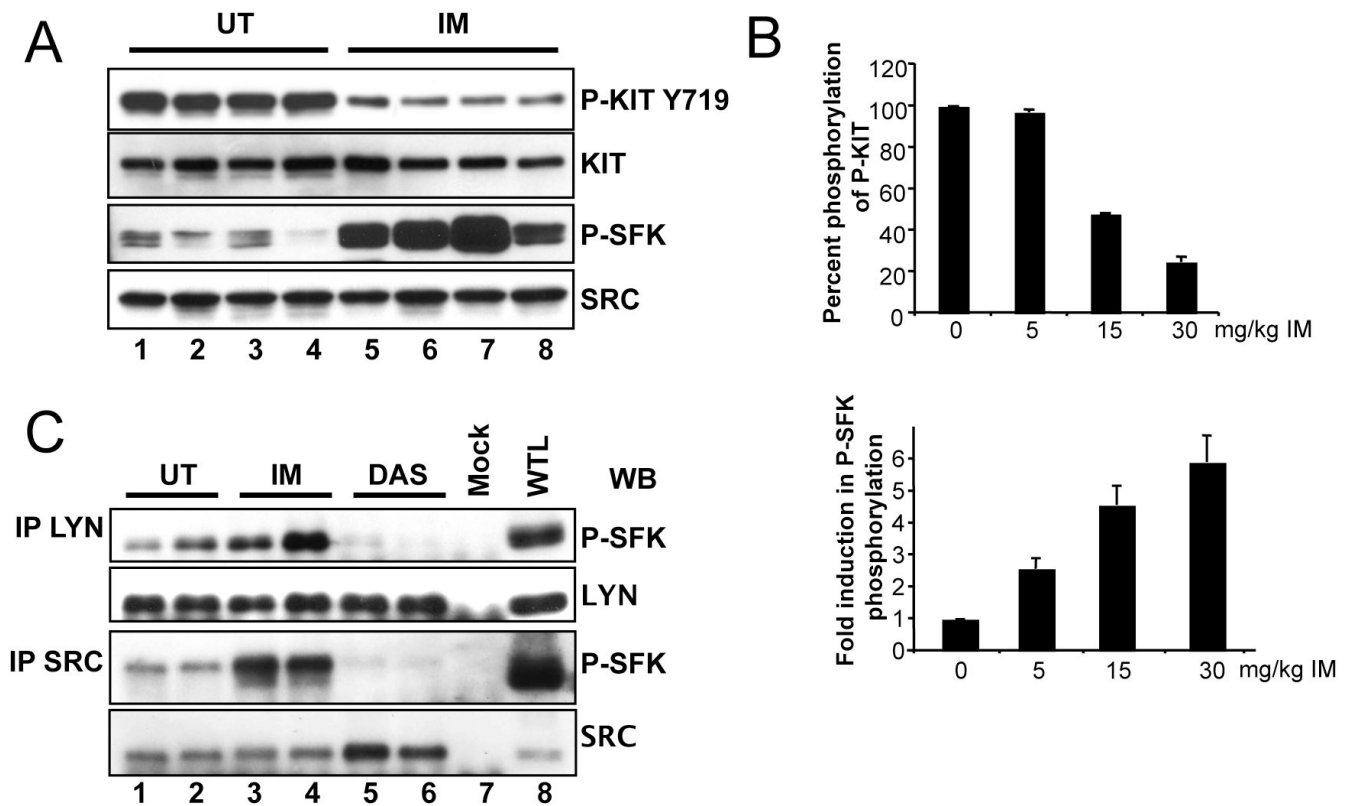 A
UT IM
P-KIT Y719
KIT
P-SFK
SRC
1 2 3 4 5 6 7 8
B
Percent phosphorylation
of P-KIT
120
100
80
60
40
20
0
0 5 15 30 mg/kg IM
Fold induction in P-SFK
phosphorylation
6
5
4
3
2
1
0
0 5 15 30 mg/kg IM
C
UT IM DAS Mock WTL WB
IP LYN P-SFK
LYN
IP SRC P-SFK
SRC
1 2 3 4 5 6 7 8